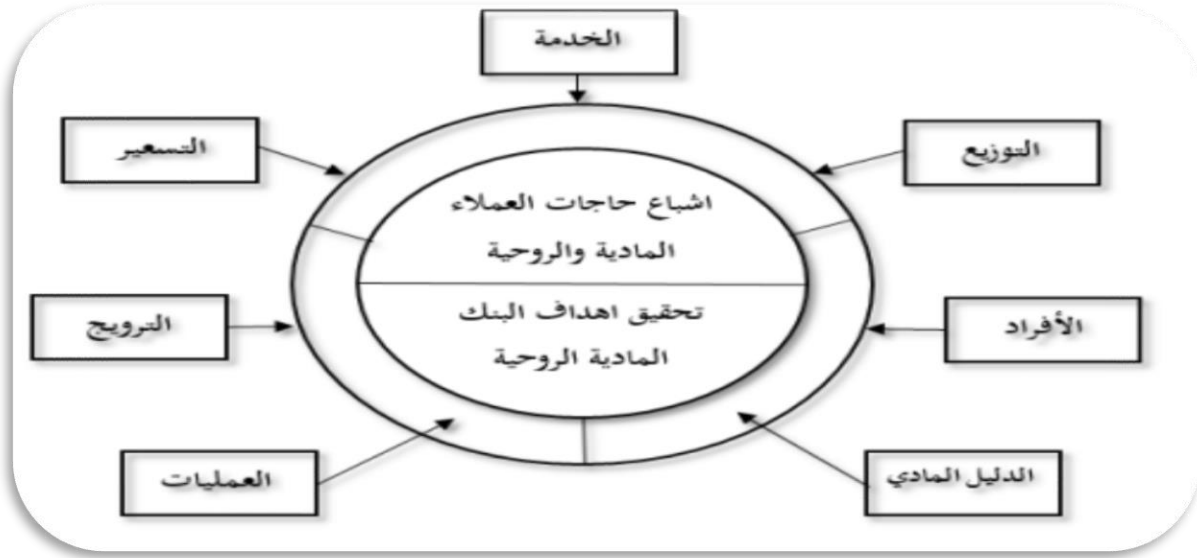 الخدمة
التوزيع
التسعير
اشباع حاجات العملاء
المادية والروحية
تحقيق اهداف البنك
المادية الروحية
الأفراد
الترويج
الدليل المادي
العمليات